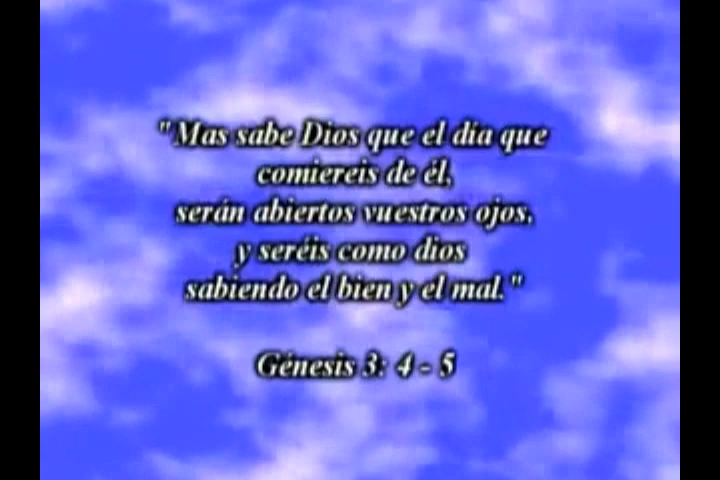 "Mas sabe Dios que el día que
comiereis de él,
serán abiertos vuestros ojos,
y seréis como dios
sabiendo el bien y el mal."
Génesis 3: 4 - 5